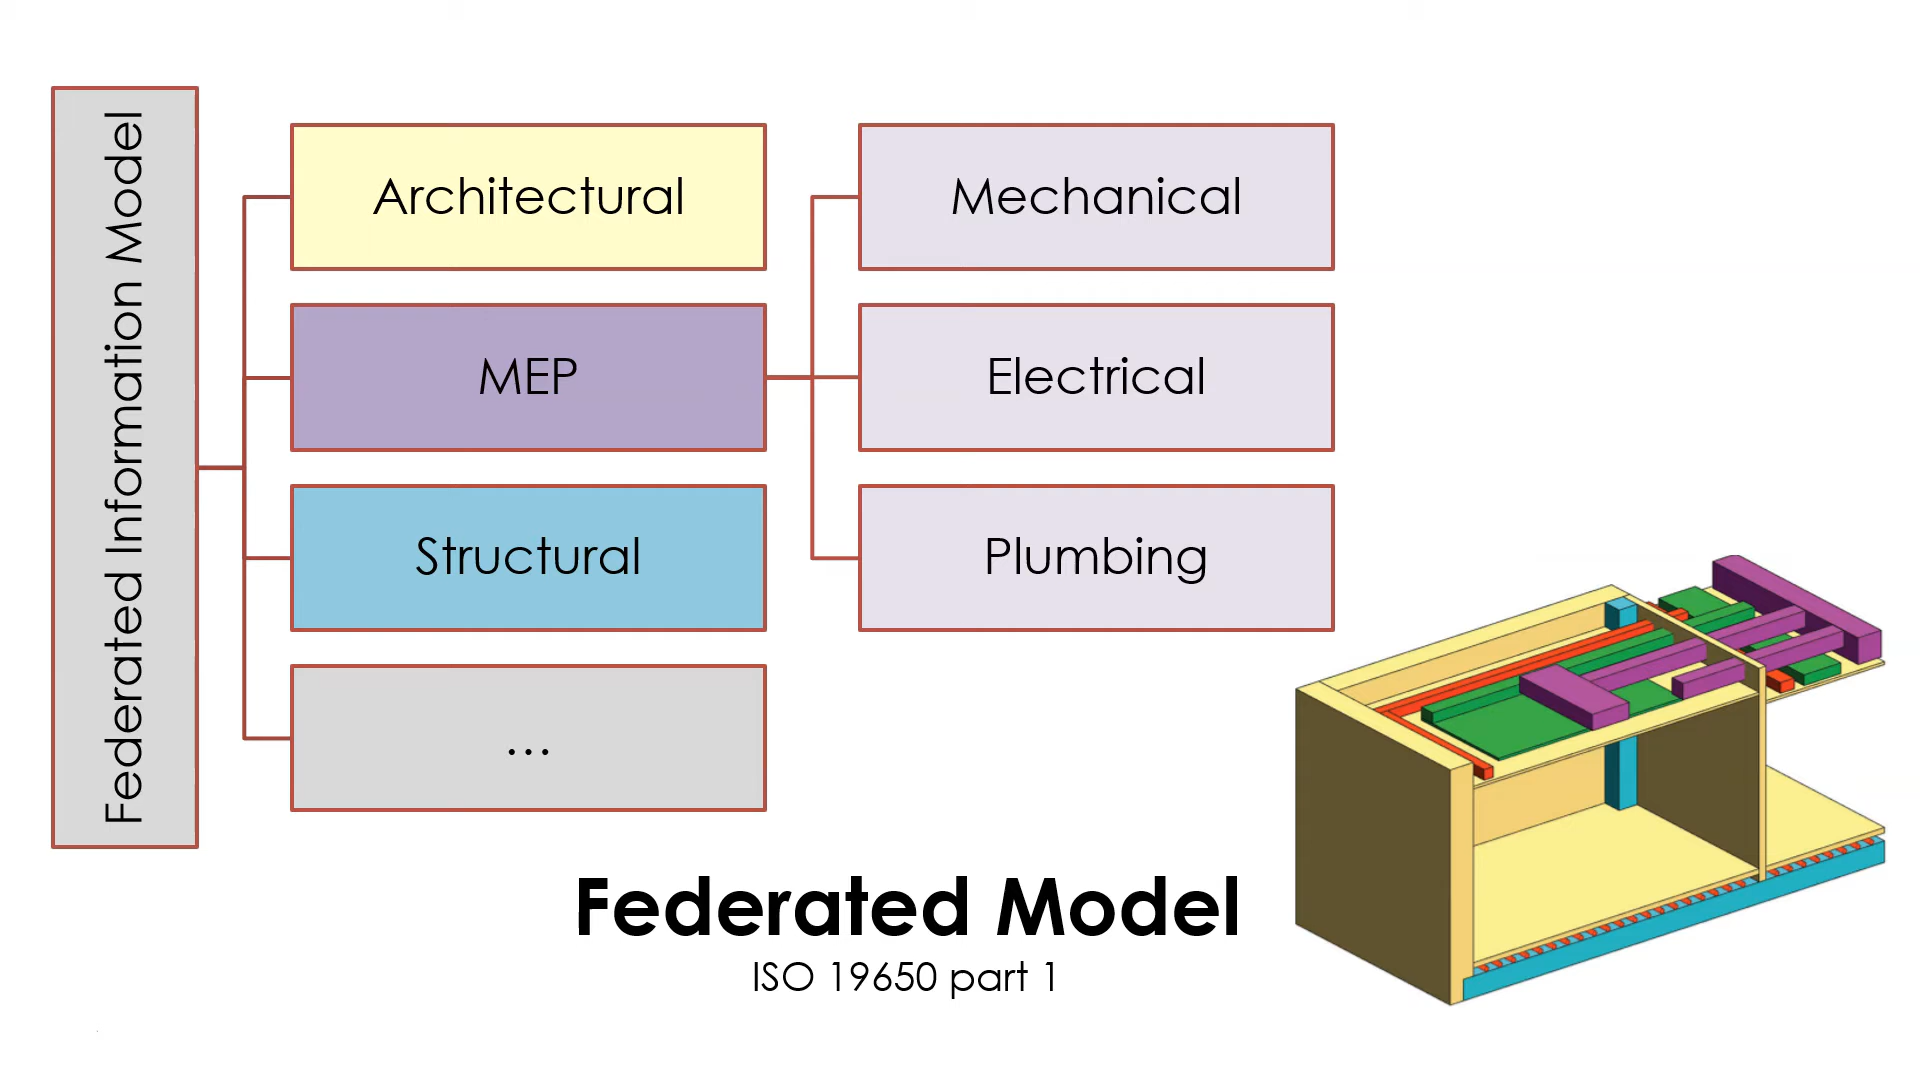 Federated Information Model
Architectural
MEP
Structural
...
Mechanical
Electrical
Plumbing
Federated Model
ISO 19650 part 1